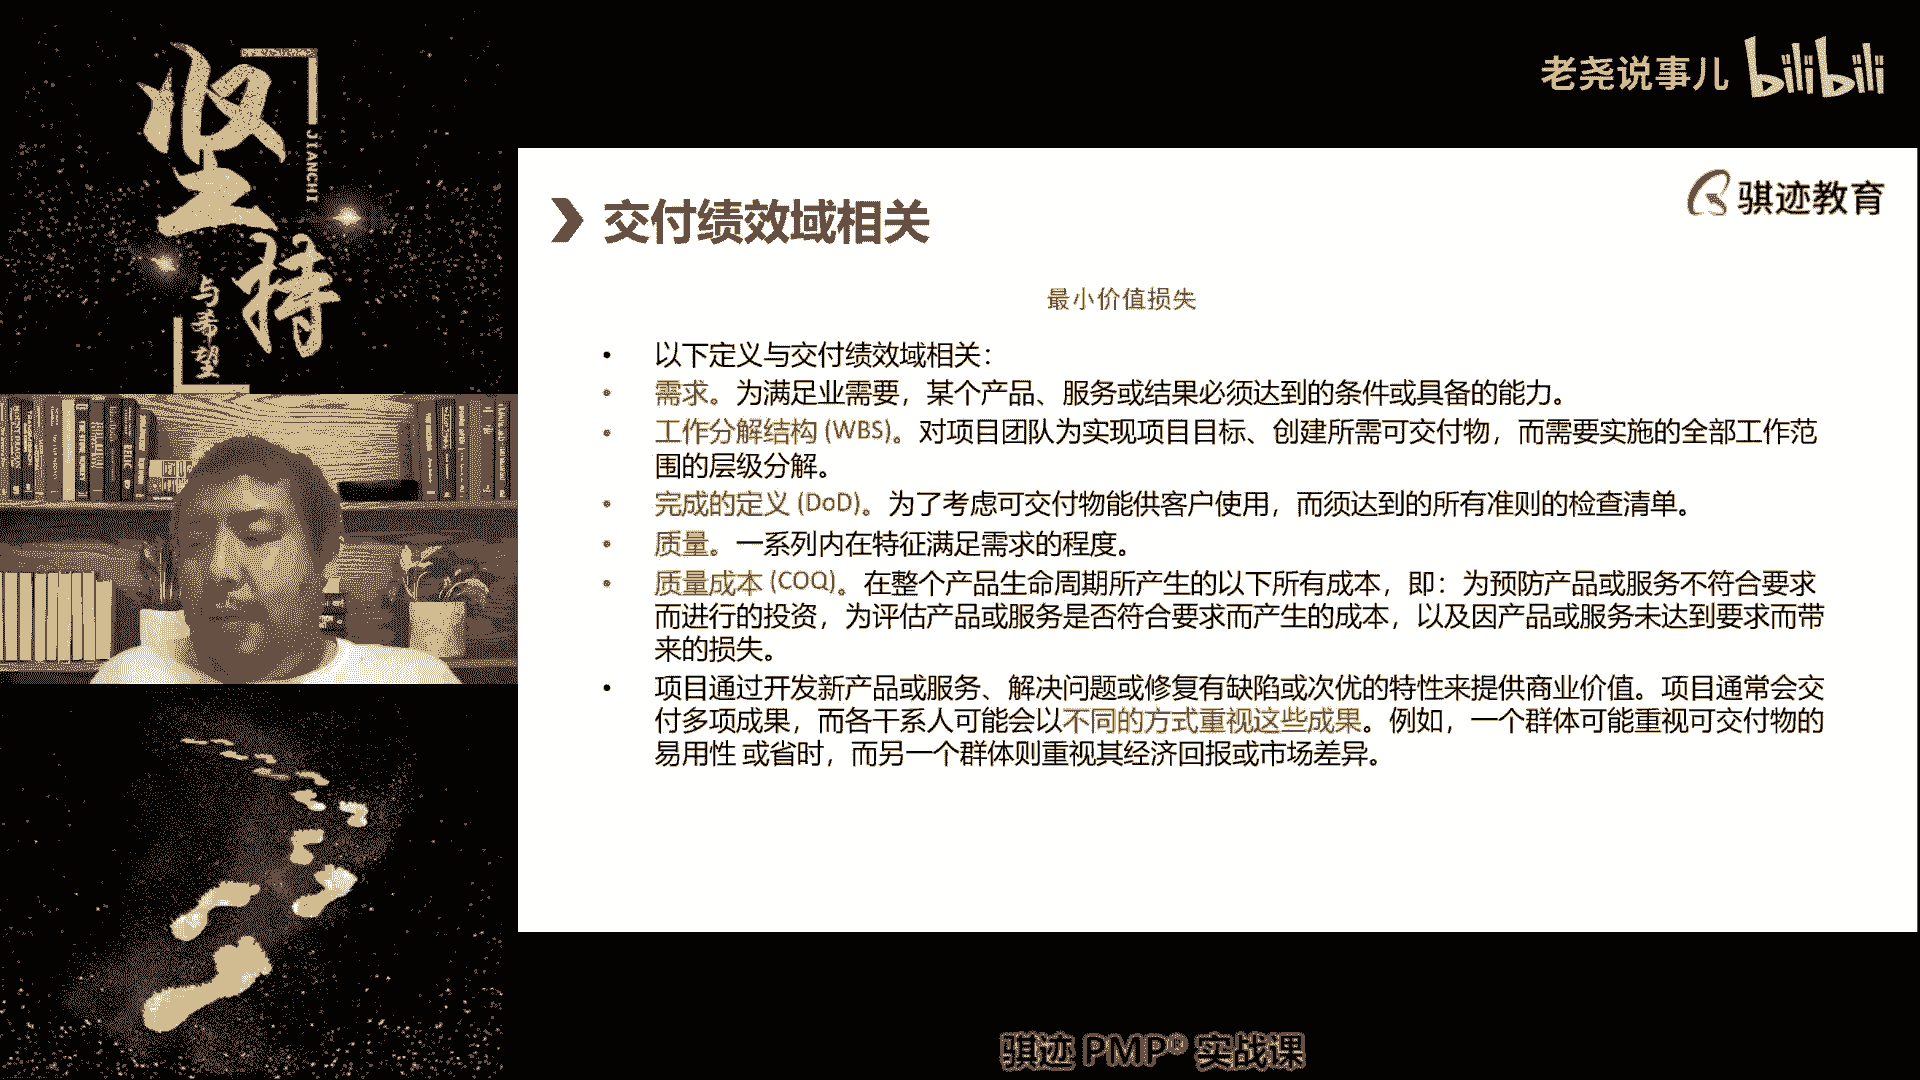 坚持
JIANCHI
与希望
老尧说事儿 bilibili
骐迹教育
交付绩效域相关
最小价值损失
• 以下定义与交付绩效域相关：
• 需求。为满足业需要，某个产品、服务或结果必须达到的条件或具备的能力。
• 工作分解结构 (WBS)。对项目团队为实现项目目标、创建所需可交付物，而需要实施的全部工作范
围的层级分解。
• 完成的定义 (DoD)。为了考虑可交付物能供客户使用，而须达到的所有准则的检查清单。
• 质量。一系列内在特征满足需求的程度。
• 质量成本 (COQ)。在整个产品生命周期所产生的以下所有成本，即：为预防产品或服务不符合要求
而进行的投资，为评估产品或服务是否符合要求而产生的成本，以及因产品或服务未达到要求而带
来的损失。
• 项目通过开发新产品或服务、解决问题或修复有缺陷或次优的特性来提供商业价值。项目通常会交
付多项成果，而各干系人可能会以不同的方式重视这些成果。例如，一个群体可能重视可交付物的
易用性 或省时，而另一个群体则重视其经济回报或市场差异。
骐迹 PMP® 实战课